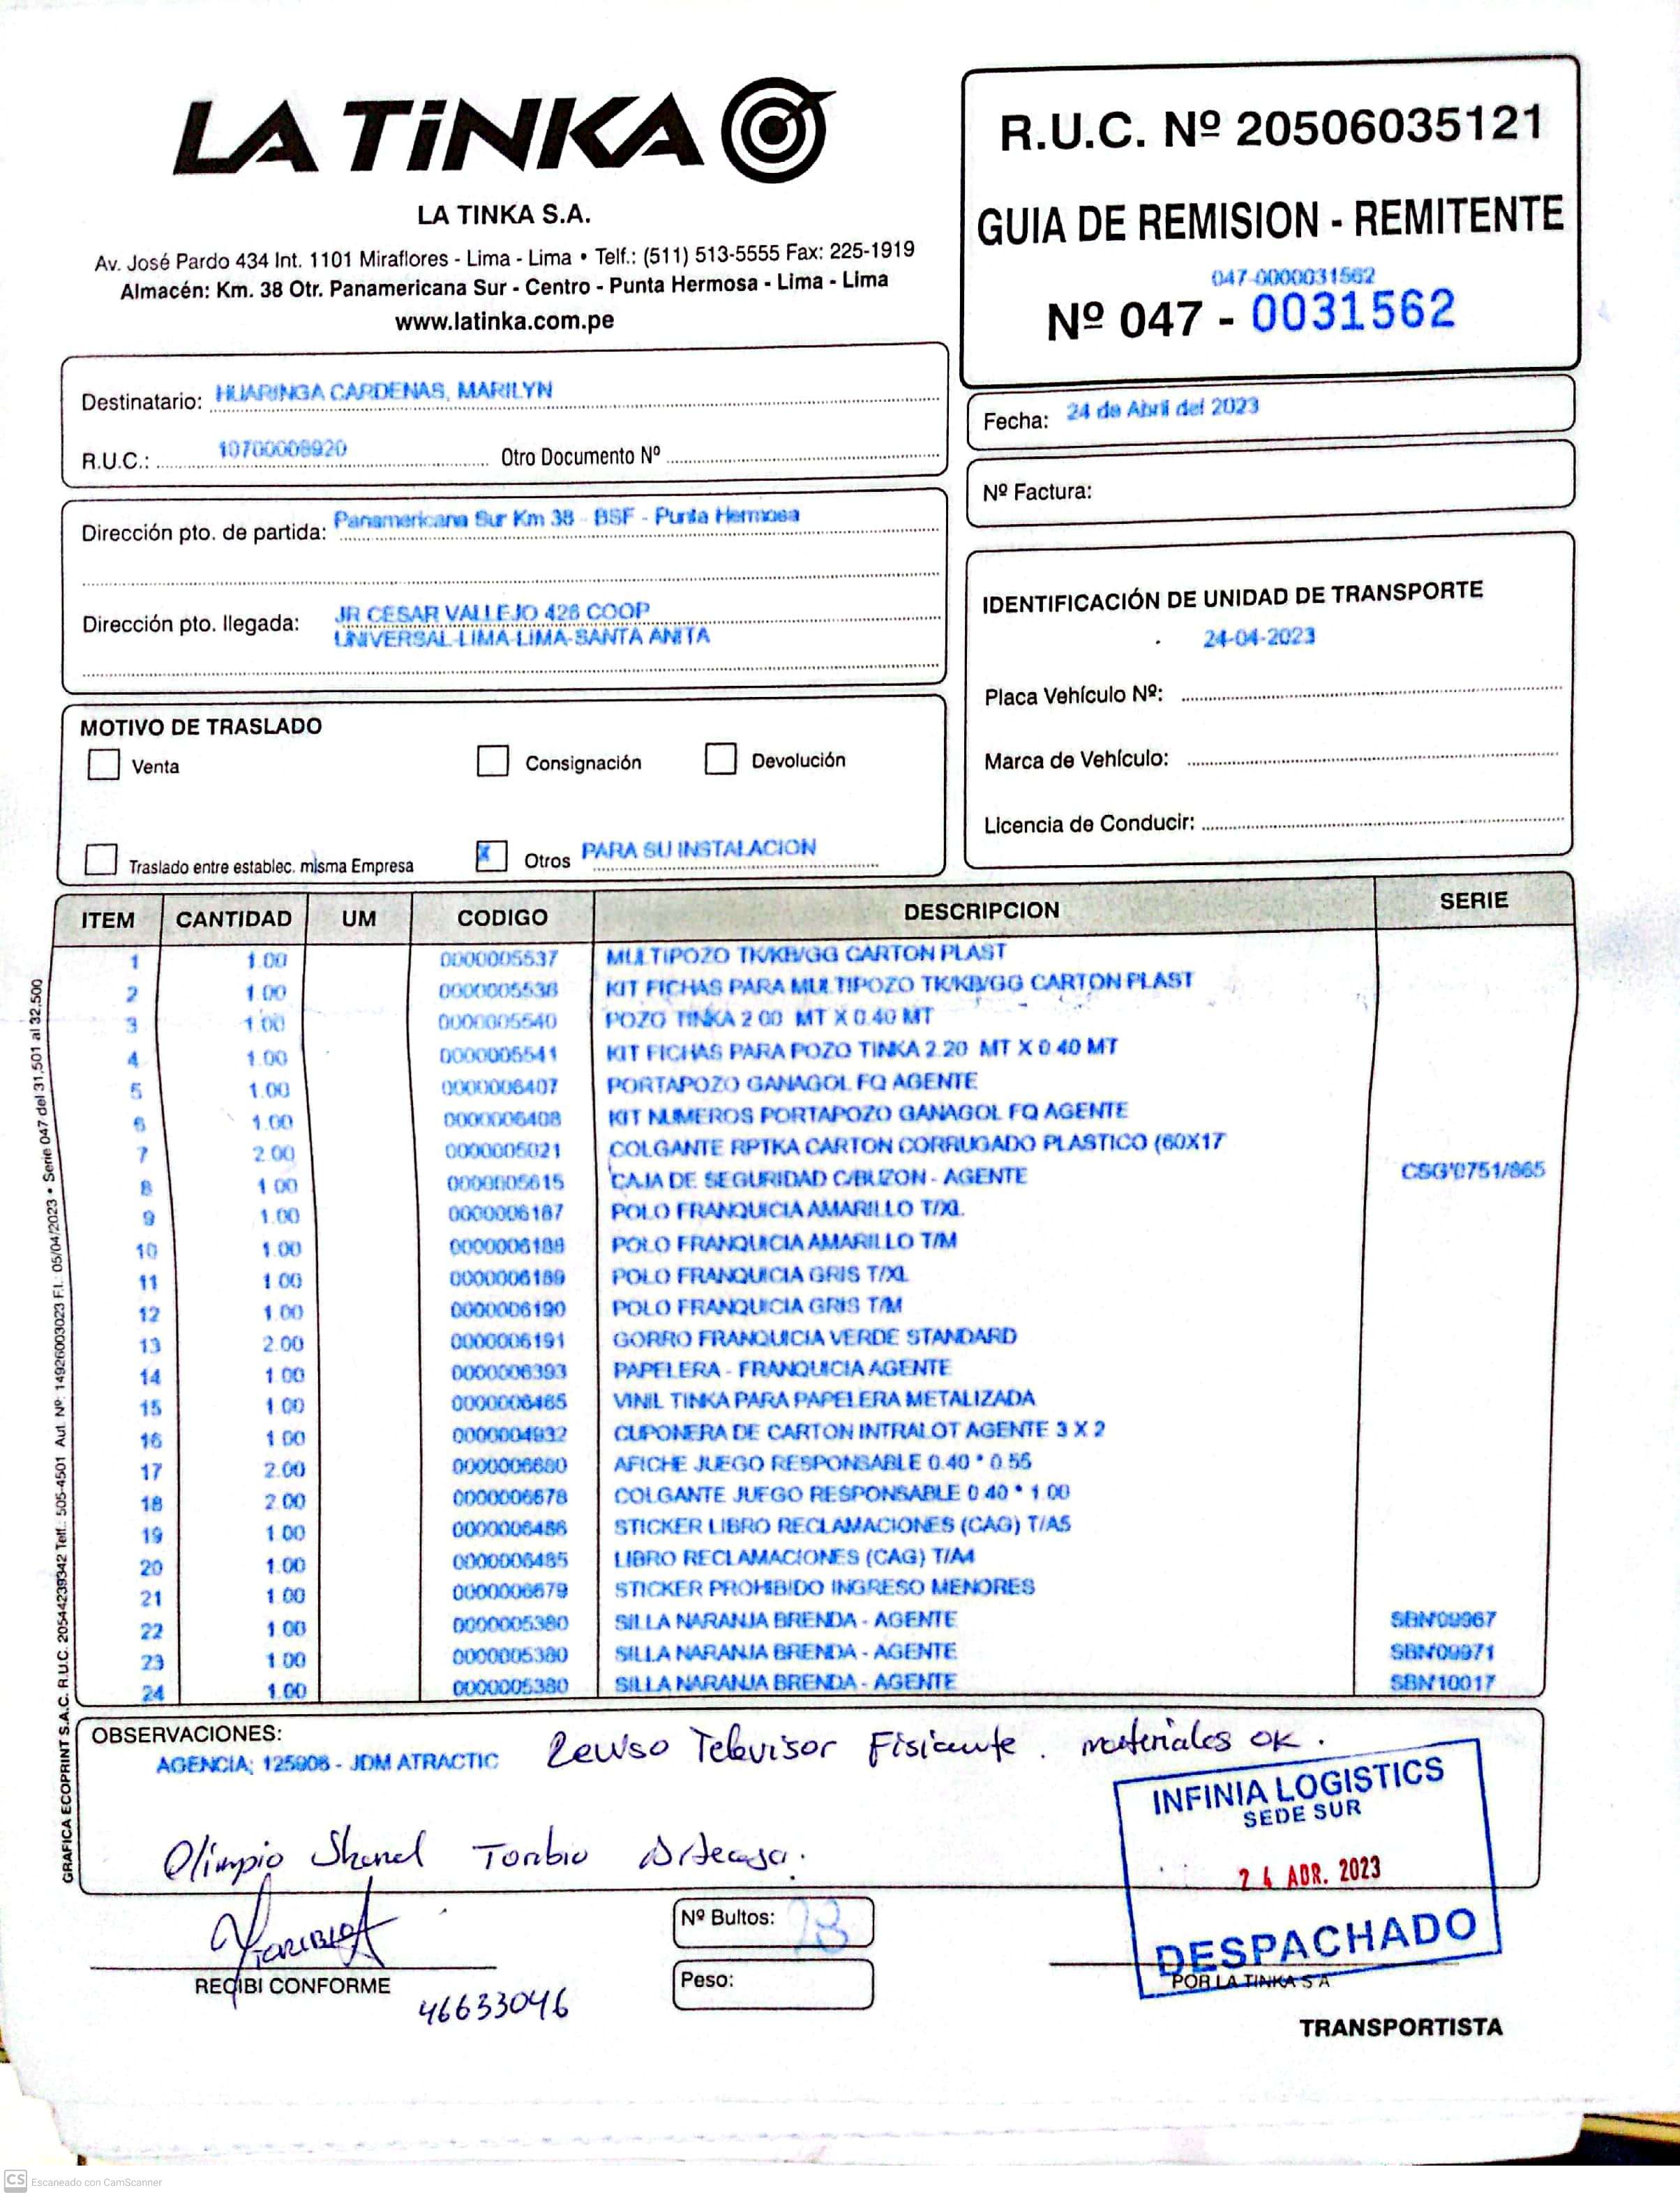 LA TiNKA
LA TINKA S.A.
Av. José Pardo 434 Int. 1101 Miraflores - Lima - Lima • Telf.: (511) 513-5555 Fax: 225-1919
Almacén: Km. 38 Otr. Panamericana Sur - Centro - Punta Hermosa - Lima - Lima
www.latinka.com.pe
R.U.C. Nº 20506035121
GUIA DE REMISION - REMITENTE
047-0000031562
Nº 047 - 0031562
Destinatario: HUARINGA CARDENAS, MARILYN
R.U.C.: 10700008920 Otro Documento Nº
Fecha: 24 de Abril del 2023
Nº Factura:
Dirección pto. de partida: Panamericana Sur Km 38 - BSF - Punta Hermosa
Dirección pto. llegada: JR CESAR VALLEJO 426 COOP
UNIVERSAL-LIMA-LIMA-SANTA ANITA
IDENTIFICACIÓN DE UNIDAD DE TRANSPORTE
24-04-2023
Placa Vehículo Nº:
Marca de Vehículo:
Licencia de Conducir:
MOTIVO DE TRASLADO
Venta Consignación Devolución
Traslado entre establec. misma Empresa X Otros PARA SU INSTALACION
ITEM CANTIDAD UM CODIGO DESCRIPCION SERIE
1 1.00 0000005537 MULTIPOZO TK/KB/GG CARTON PLAST
2 1.00 0000005538 KIT FICHAS PARA MULTIPOZO TK/KB/GG CARTON PLAST
3 1.00 0000005540 POZO TINKA 2.00 MT X 0.40 MT
4 1.00 0000005541 KIT FICHAS PARA POZO TINKA 2.20 MT X 0.40 MT
5 1.00 0000006407 PORTAPOZO GANAGOL FQ AGENTE
6 1.00 0000006408 KIT NUMEROS PORTAPOZO GANAGOL FQ AGENTE
7 2.00 0000005021 COLGANTE RPTKA CARTON CORRUGADO PLASTICO (60X17
8 1.00 0000005615 CAJA DE SEGURIDAD C/BUZON - AGENTE CSG'0751/865
9 1.00 0000006187 POLO FRANQUICIA AMARILLO T/XL
10 1.00 0000006188 POLO FRANQUICIA AMARILLO T/M
11 1.00 0000006189 POLO FRANQUICIA GRIS T/XL
12 1.00 0000006190 POLO FRANQUICIA GRIS T/M
13 2.00 0000006191 GORRO FRANQUICIA VERDE STANDARD
14 1.00 0000006393 PAPELERA - FRANQUICIA AGENTE
15 1.00 0000006465 VINIL TINKA PARA PAPELERA METALIZADA
16 1.00 0000004932 CUPONERA DE CARTON INTRALOT AGENTE 3 X 2
17 2.00 0000006680 AFICHE JUEGO RESPONSABLE 0.40 * 0.55
18 2.00 0000006678 COLGANTE JUEGO RESPONSABLE 0.40 * 1.00
19 1.00 0000006486 STICKER LIBRO RECLAMACIONES (CAG) T/A5
20 1.00 0000006485 LIBRO RECLAMACIONES (CAG) T/A4
21 1.00 0000006679 STICKER PROHIBIDO INGRESO MENORES
22 1.00 0000005380 SILLA NARANJA BRENDA - AGENTE SBN'09967
23 1.00 0000005380 SILLA NARANJA BRENDA - AGENTE SBN'09971
24 1.00 0000005380 SILLA NARANJA BRENDA - AGENTE SBN'10017
GRAFICA ECOPRINT S.A.C. R.U.C. 20544239342 Telf.: 505-4501 Aut. Nº: 14926003023 F.I.: 05/04/2023 • Serie 047 del 31,501 al 32,500
OBSERVACIONES:
AGENCIA: 125906 - JDM ATRACTIC
Televisor materiales OK.
Olimpio Toribio
INFINIA LOGISTICS
SEDE SUR
24 ABR. 2023
DESPACHADO
Nº Bultos: 23
Peso:
RECIBI CONFORME
46633046
POR LA TINKA S A
TRANSPORTISTA
CS Escaneado con CamScanner